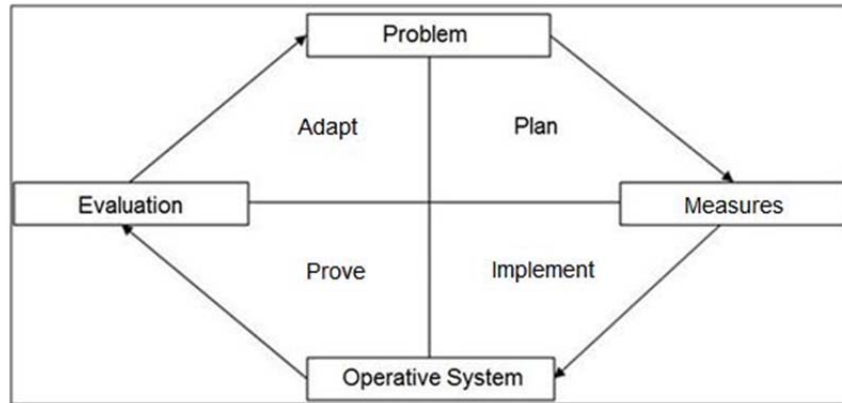 Problem
Adapt
Plan
Evaluation
Measures
Prove
Implement
Operative System